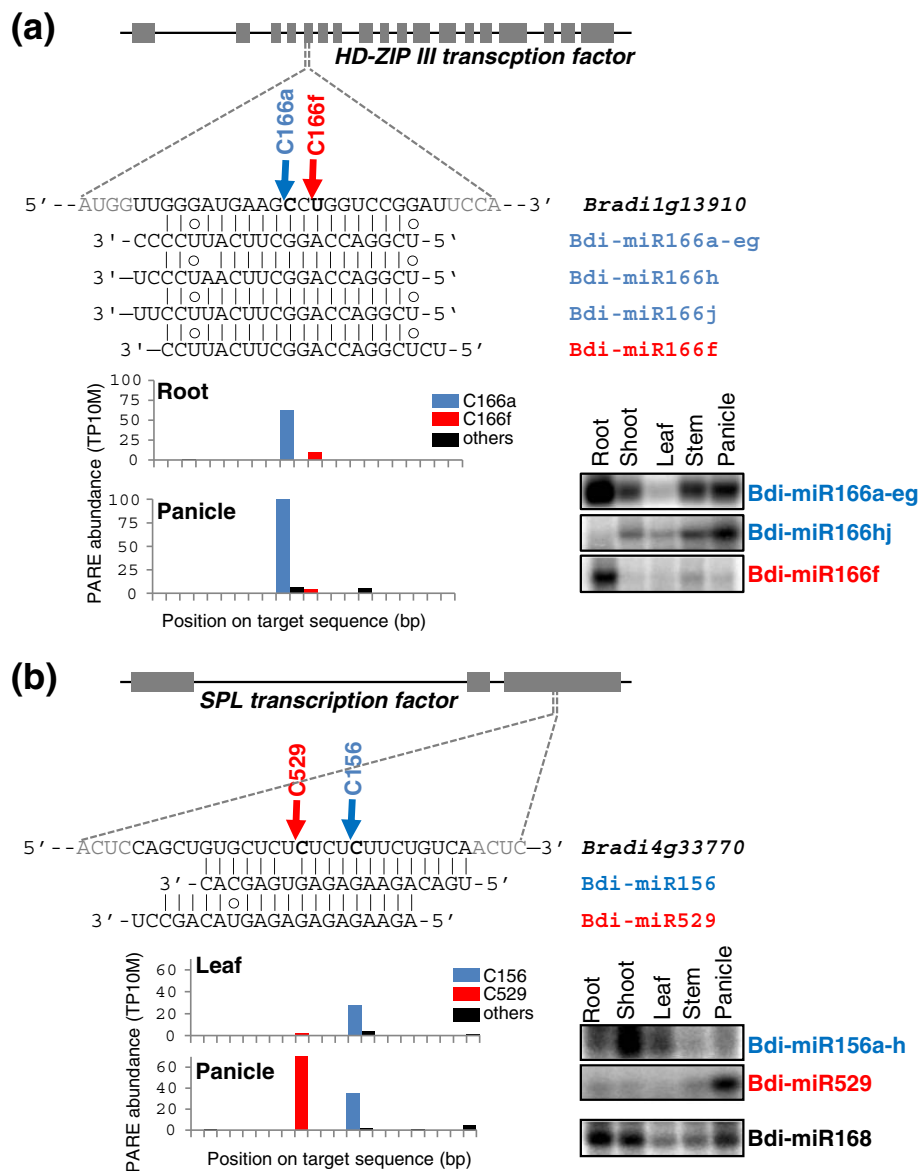 (a)
HD-ZIP III transcption factor
C166a
C166f
5' --AUGGUUGGGAUGAAGCCUGGUCCGGAUUCCA--3' Bradi1g13910
3'-CCCCUUACUUCGGACCAGGCU-5‘ Bdi-miR166a-eg
3'—UCCCUAACUUCGGACCAGGCU-5‘ Bdi-miR166h
3'—UUCCUUACUUCGGACCAGGCU-5‘ Bdi-miR166j
3'—CCUUACUUCGGACCAGGCUCU-5' Bdi-miR166f
PARE abundance (TP10M)
Root
100
75
50
25
0
C166a
C166f
others
Panicle
100
75
50
25
0
Position on target sequence (bp)
Root Shoot Leaf Stem Panicle
Bdi-miR166a-eg
Bdi-miR166hj
Bdi-miR166f
(b)
SPL transcription factor
C529
C156
5' --ACUCCAGCUGUGCUCUCUCUCUUCUGUCAACUC—3' Bradi4g33770
3'-CACGAGUGAGAGAAGACAGU-5' Bdi-miR156
3'-UCCGACAUGAGAGAGAGAAGA-5' Bdi-miR529
PARE abundance (TP10M)
Leaf
60
40
20
0
C156
C529
others
Panicle
60
40
20
0
Position on target sequence (bp)
Root Shoot Leaf Stem Panicle
Bdi-miR156a-h
Bdi-miR529
Bdi-miR168